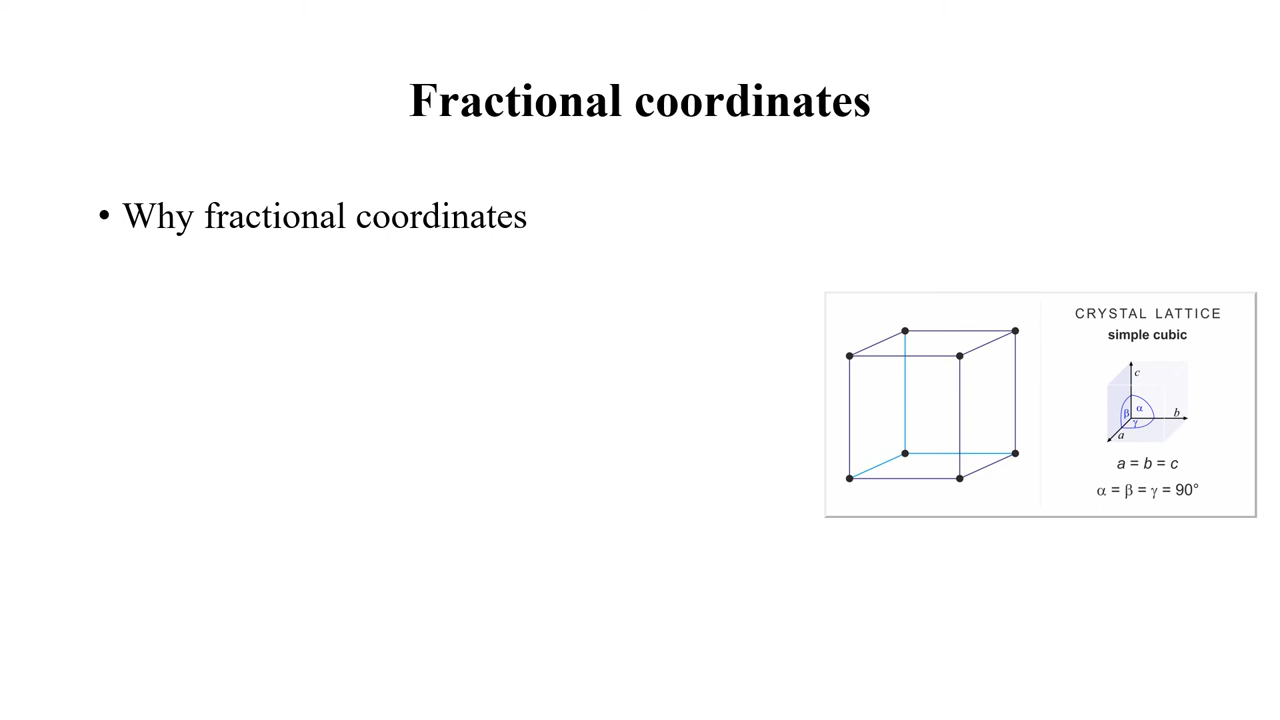 Fractional coordinates
• Why fractional coordinates
CRYSTAL LATTICE
simple cubic
c
β α
γ
b
a
a = b = c
α = β = γ = 90°